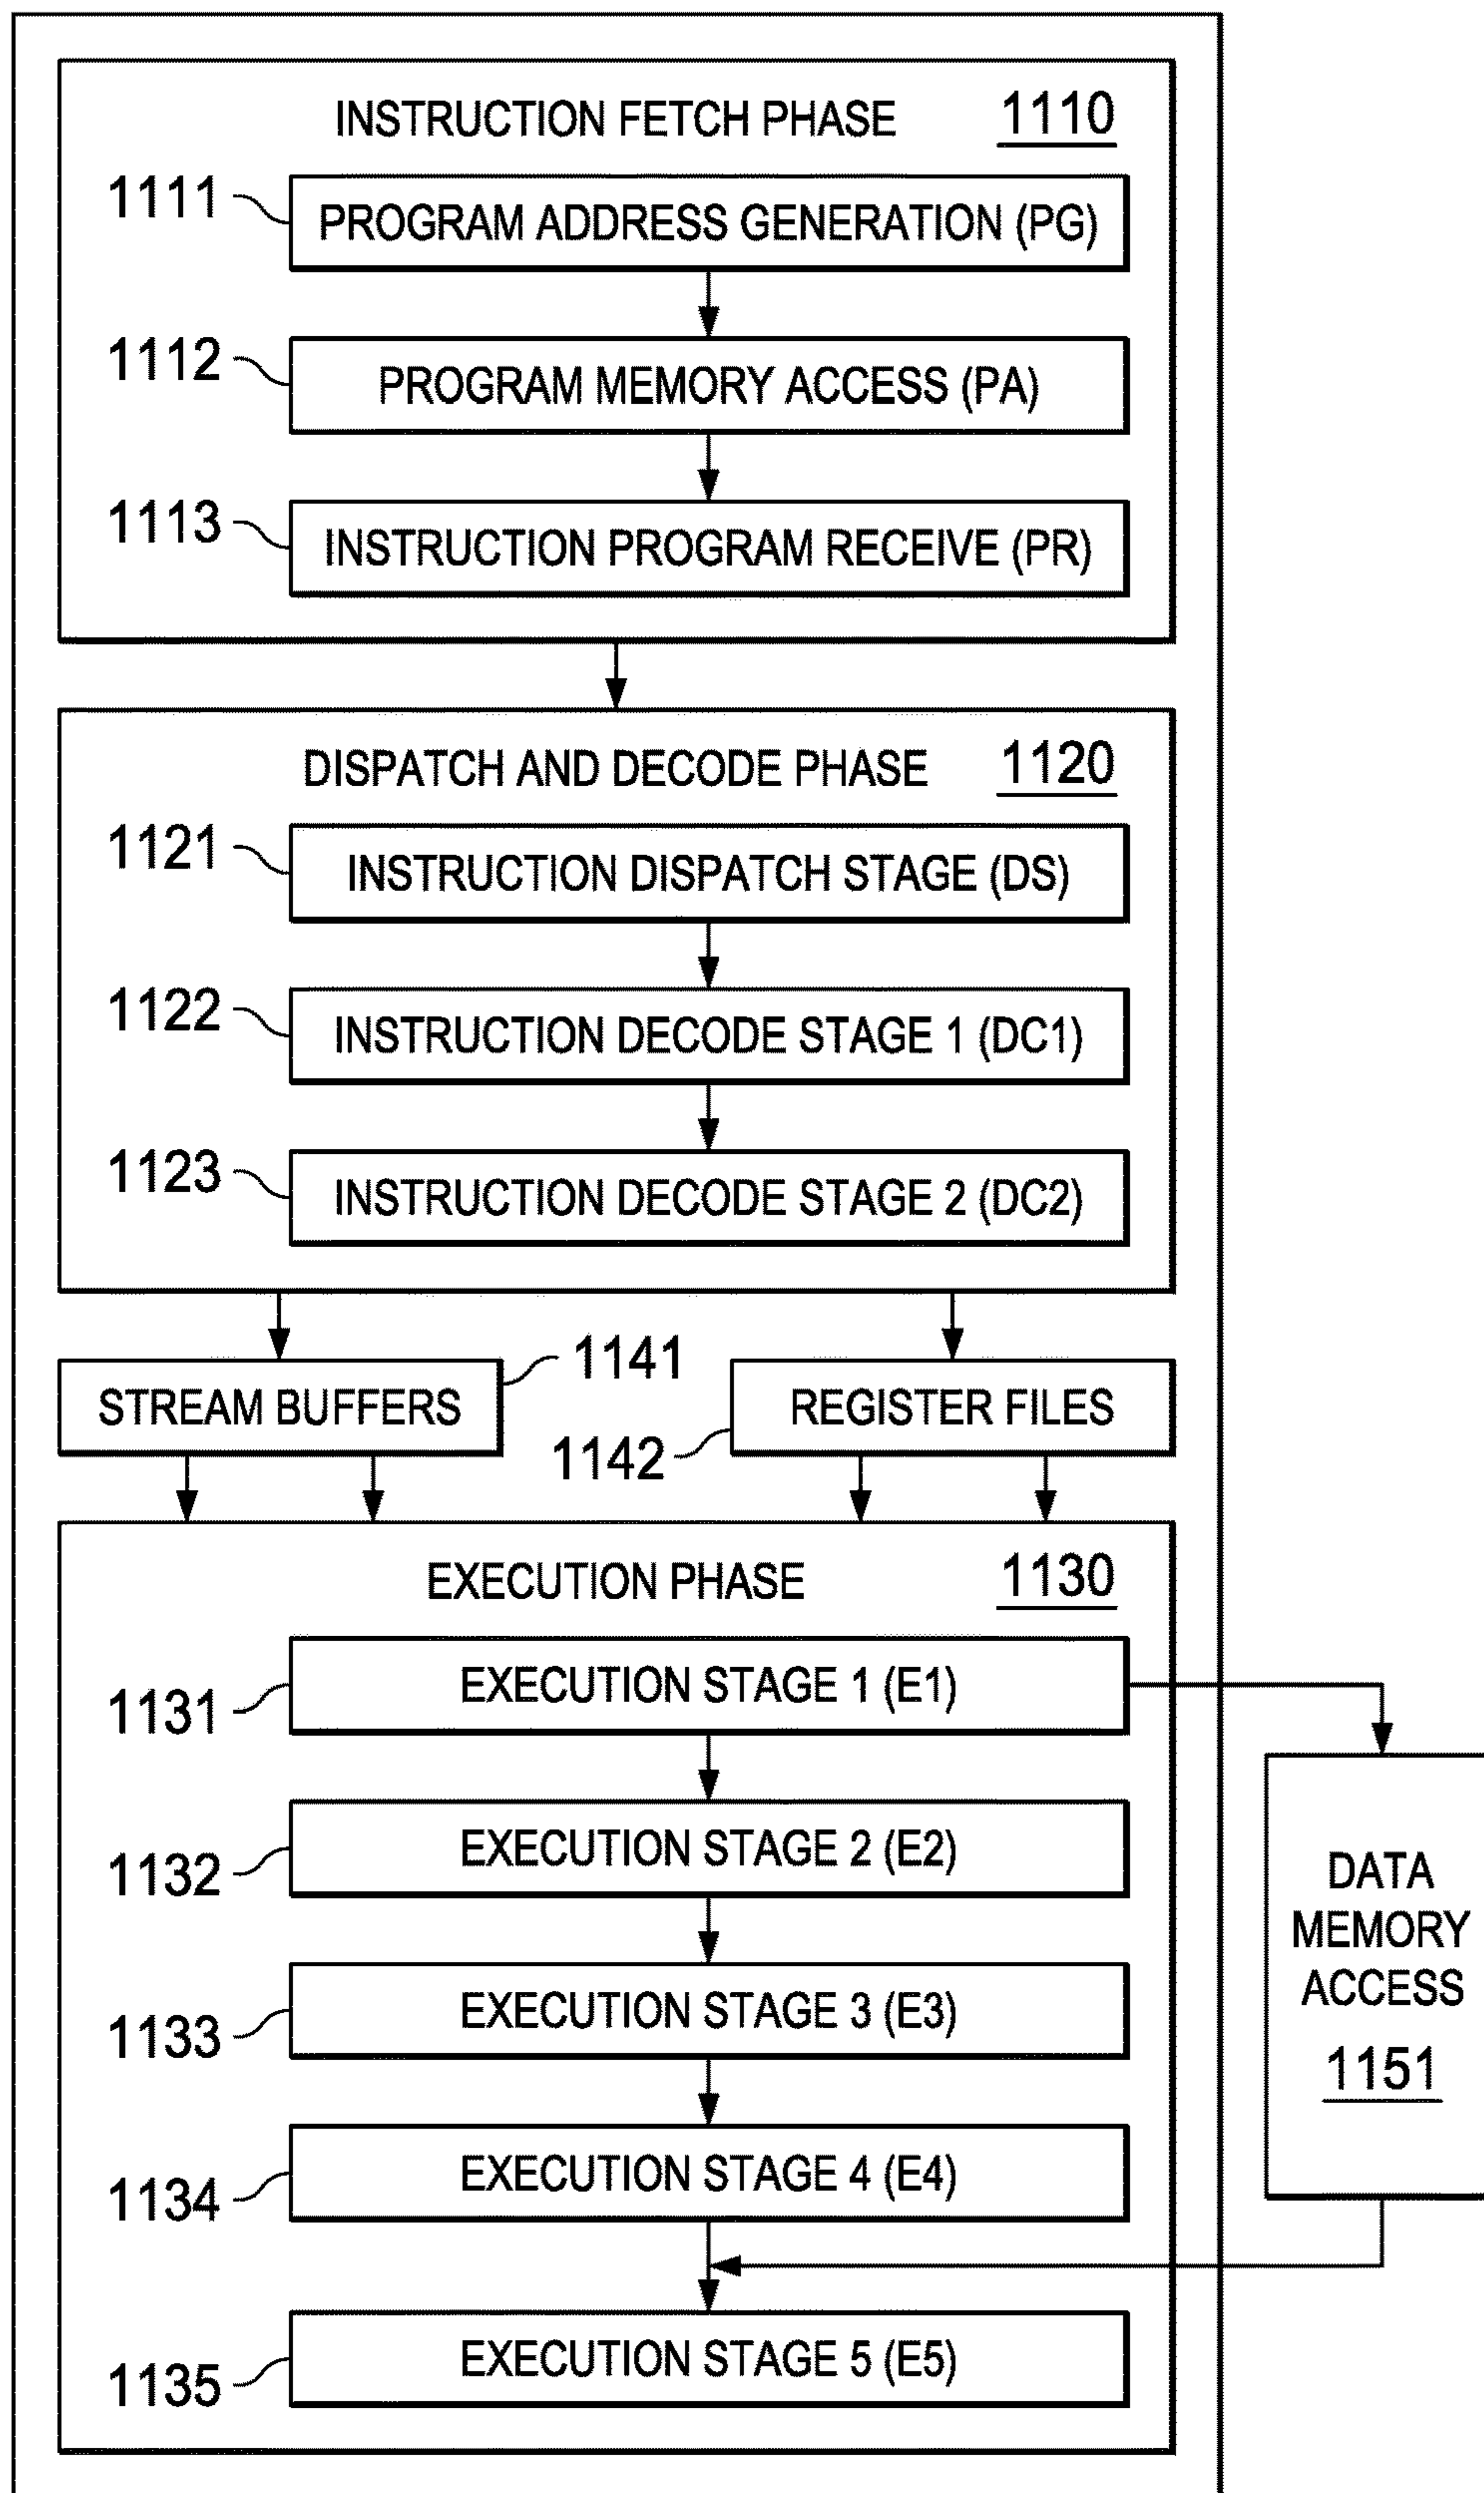 INSTRUCTION FETCH PHASE 1110
1111 PROGRAM ADDRESS GENERATION (PG)
1112 PROGRAM MEMORY ACCESS (PA)
1113 INSTRUCTION PROGRAM RECEIVE (PR)
DISPATCH AND DECODE PHASE 1120
1121 INSTRUCTION DISPATCH STAGE (DS)
1122 INSTRUCTION DECODE STAGE 1 (DC1)
1123 INSTRUCTION DECODE STAGE 2 (DC2)
STREAM BUFFERS 1141
1142 REGISTER FILES
EXECUTION PHASE 1130
1131 EXECUTION STAGE 1 (E1)
1132 EXECUTION STAGE 2 (E2)
1133 EXECUTION STAGE 3 (E3)
1134 EXECUTION STAGE 4 (E4)
1135 EXECUTION STAGE 5 (E5)
DATA
MEMORY
ACCESS
1151